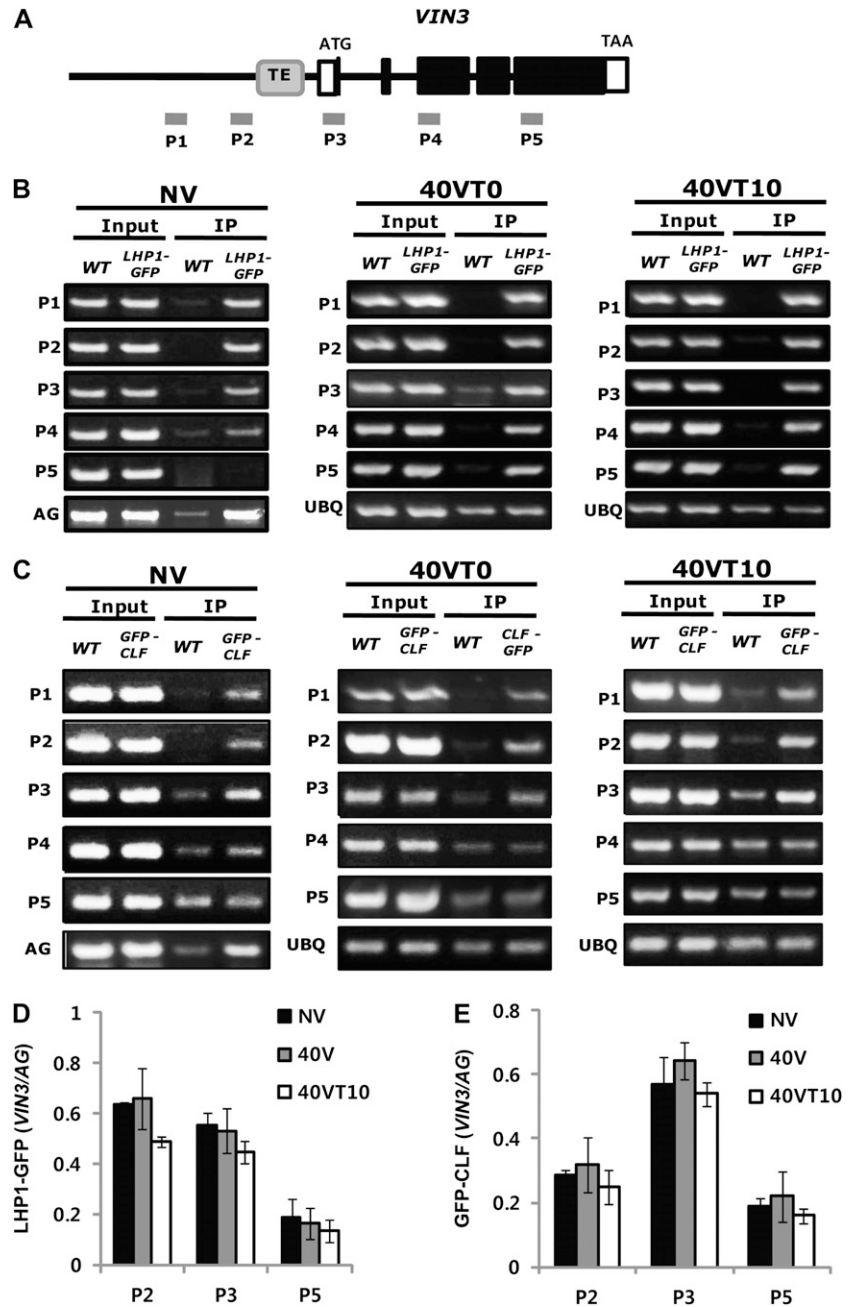 A
VIN3
ATG
TAA
TE
P1 P2 P3 P4 P5
B
NV 40VT0 40VT10
Input IP Input IP Input IP
WT LHP1-GFP WT LHP1-GFP WT LHP1-GFP WT LHP1-GFP WT LHP1-GFP WT LHP1-GFP
P1 P1 P1
P2 P2 P2
P3 P3 P3
P4 P4 P4
P5 P5 P5
AG UBQ UBQ
C
NV 40VT0 40VT10
Input IP Input IP Input IP
WT GFP-CLF WT GFP-CLF WT GFP-CLF WT CLF-GFP WT GFP-CLF WT GFP-CLF
P1 P1 P1
P2 P2 P2
P3 P3 P3
P4 P4 P4
P5 P5 P5
AG UBQ UBQ
D
LHP1-GFP (VIN3/AG)
1
0.8
0.6
0.4
0.2
0
NV
40V
40VT10
P2 P3 P5
E
GFP-CLF (VIN3/AG)
0.8
0.6
0.4
0.2
0
NV
40V
40VT10
P2 P3 P5